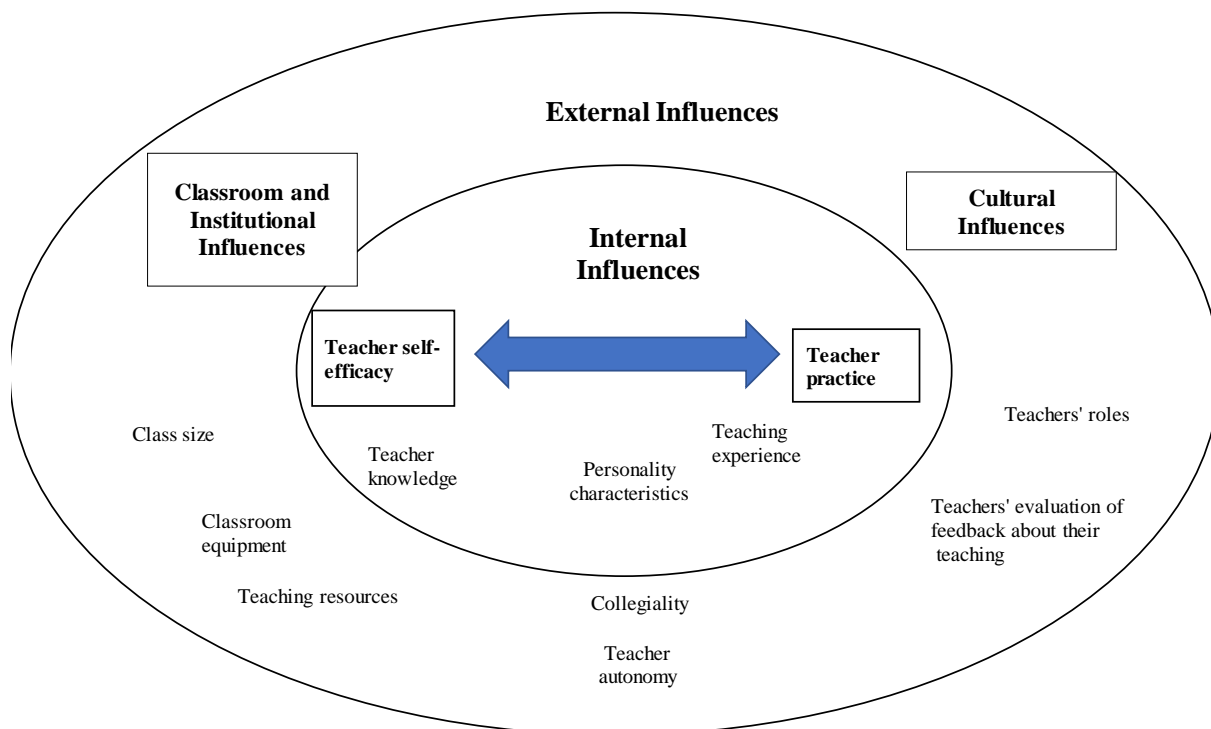 External Influences
Classroom and
Institutional
Influences
Cultural
Influences
Internal
Influences
Teacher self-
efficacy
Teacher
practice
Class size
Teacher
knowledge
Personality
characteristics
Teaching
experience
Teachers' roles
Classroom
equipment
Teachers' evaluation of
feedback about their
teaching
Teaching resources
Collegiality
Teacher
autonomy